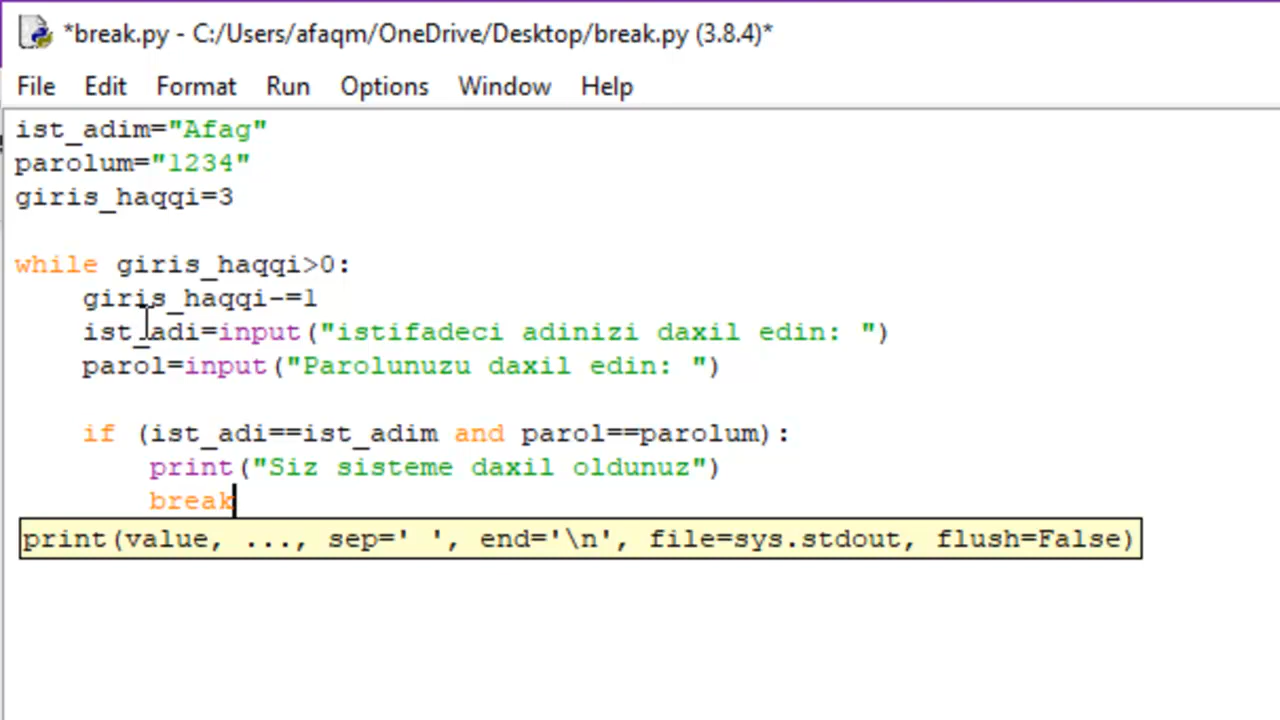 *break.py - C:/Users/afaqm/OneDrive/Desktop/break.py (3.8.4)*
File Edit Format Run Options Window Help
ist_adim="Afag"
parolum="1234"
giris_haqqi=3
while giris_haqqi>0:
    giris_haqqi-=1
    ist_adi=input("istifadeci adinizi daxil edin: ")
    parol=input("Parolunuzu daxil edin: ")
    if (ist_adi==ist_adim and parol==parolum):
        print("Siz sisteme daxil oldunuz")
        break
print(value, ..., sep=' ', end='\n', file=sys.stdout, flush=False)